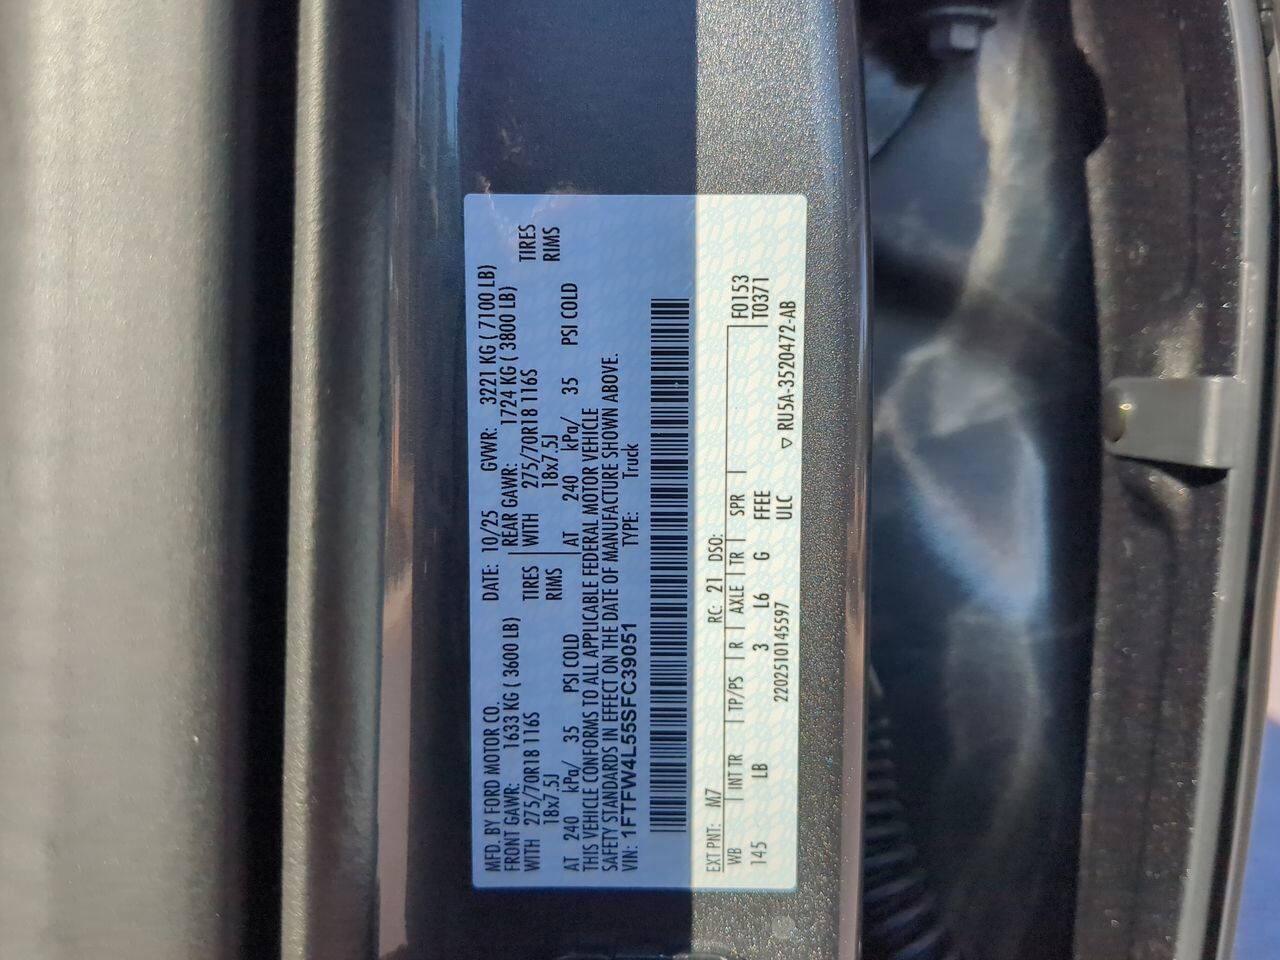 MFD. BY FORD MOTOR CO. DATE: 10/25 GVWR: 3221 KG ( 7100 LB)
FRONT GAWR: 1633 KG ( 3600 LB) REAR GAWR: 1724 KG ( 3800 LB)
WITH 275/70R18 116S TIRES WITH 275/70R18 116S TIRES
18x7.5J RIMS 18x7.5J RIMS
AT 240 kPa/ 35 PSI COLD AT 240 kPa/ 35 PSI COLD
THIS VEHICLE CONFORMS TO ALL APPLICABLE FEDERAL MOTOR VEHICLE
SAFETY STANDARDS IN EFFECT ON THE DATE OF MANUFACTURE SHOWN ABOVE.
VIN: 1FTFW4L55SFC39051 TYPE: Truck
EXT PNT: M7 RC: 21 DSO:
WB INT TR TP/PS R AXLE TR SPR F0153
145 LB 3 L6 G FFEE T0371
2202510145597 ULC ▽ RU5A-3520472-AB